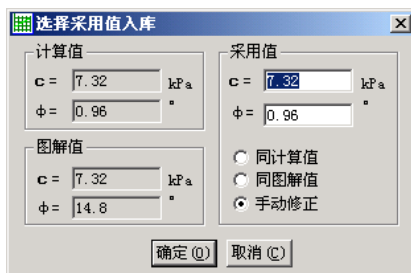 选择采用值入库
计算值
c = 7.32 kPa
φ = 0.96 °
图解值
c = 7.32 kPa
φ = 14.8 °
采用值
c = 7.32 kPa
φ = 0.96 °
同计算值
同图解值
手动修正
确定(O) 取消(C)